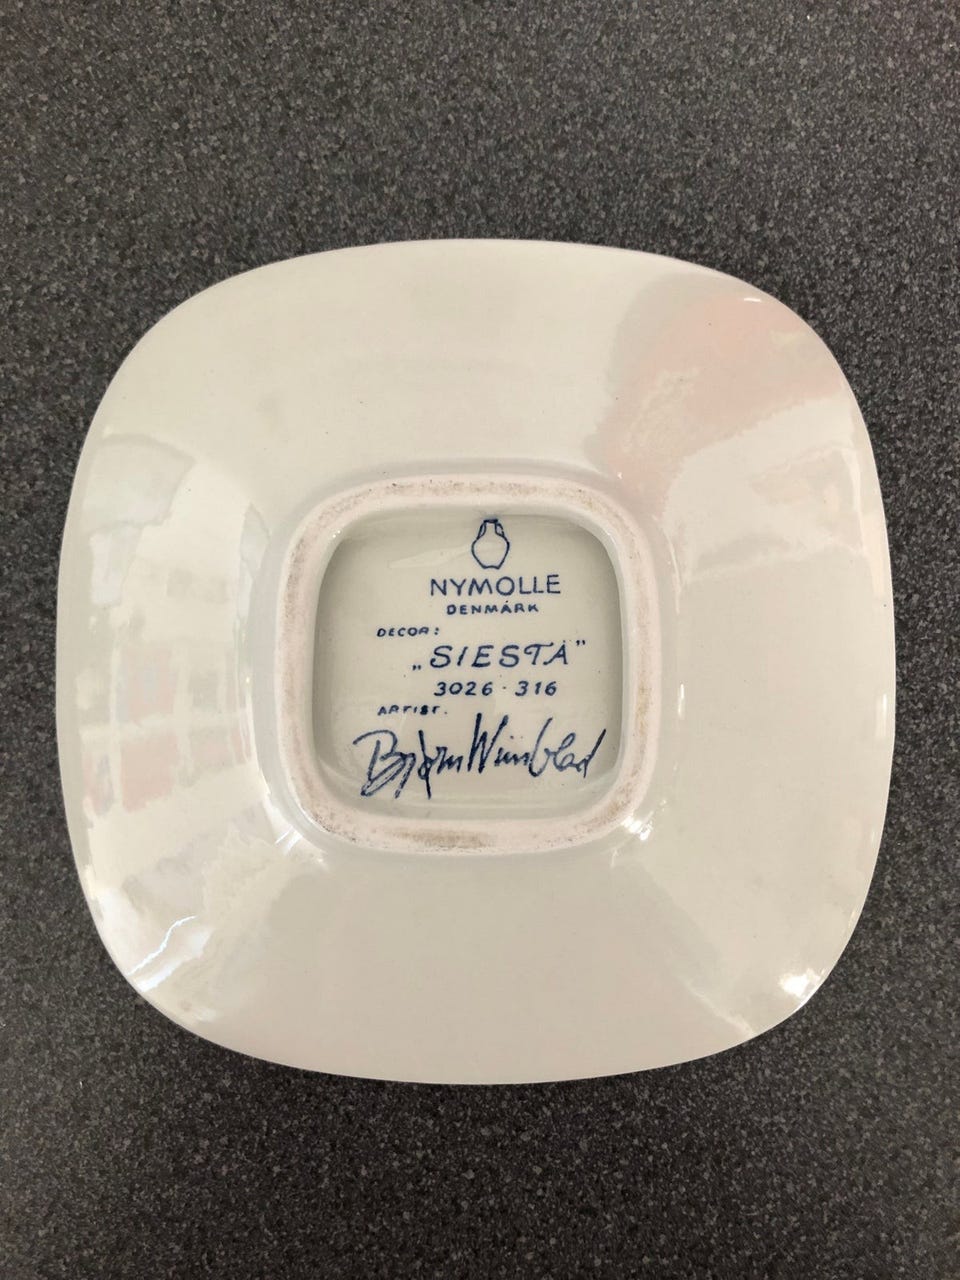 NYMOLLE
DENMARK
DECOR:
„SIESTA”
3026 · 316
ARTIST.
Bjørn Wiinblad